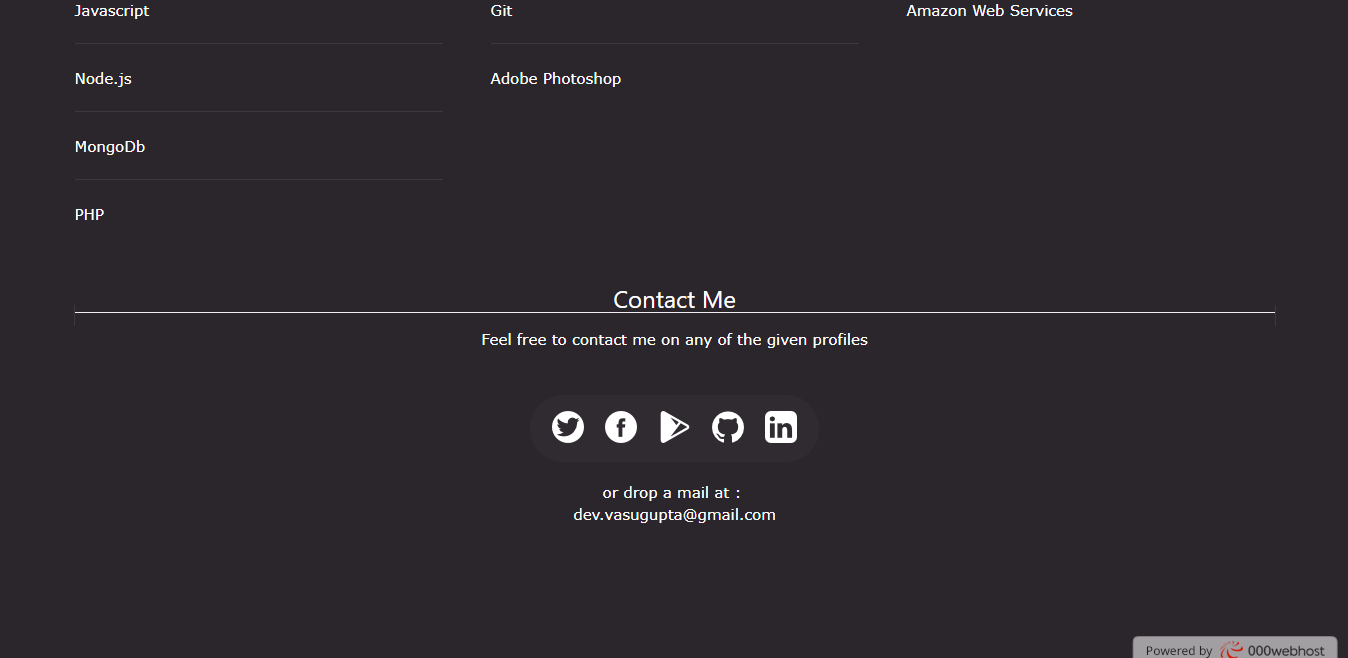 Javascript
Git
Amazon Web Services
Node.js
Adobe Photoshop
MongoDb
PHP
Contact Me
Feel free to contact me on any of the given profiles
or drop a mail at :
dev.vasugupta@gmail.com
Powered by 000webhost